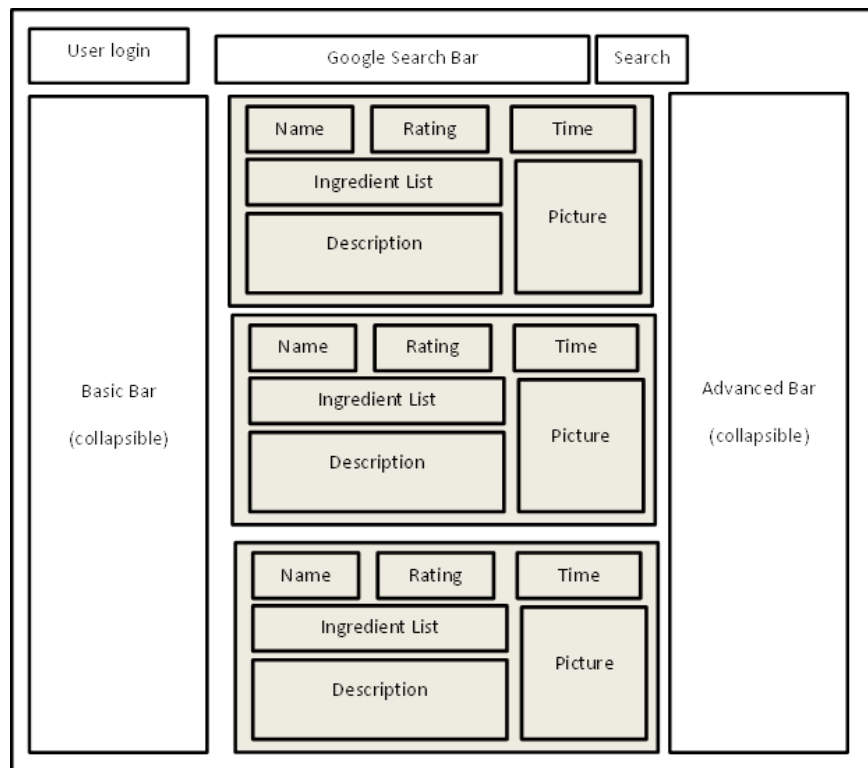 User login
Google Search Bar
Search
Basic Bar
(collapsible)
Name
Rating
Time
Ingredient List
Picture
Description
Name
Rating
Time
Ingredient List
Picture
Description
Name
Rating
Time
Ingredient List
Picture
Description
Advanced Bar
(collapsible)